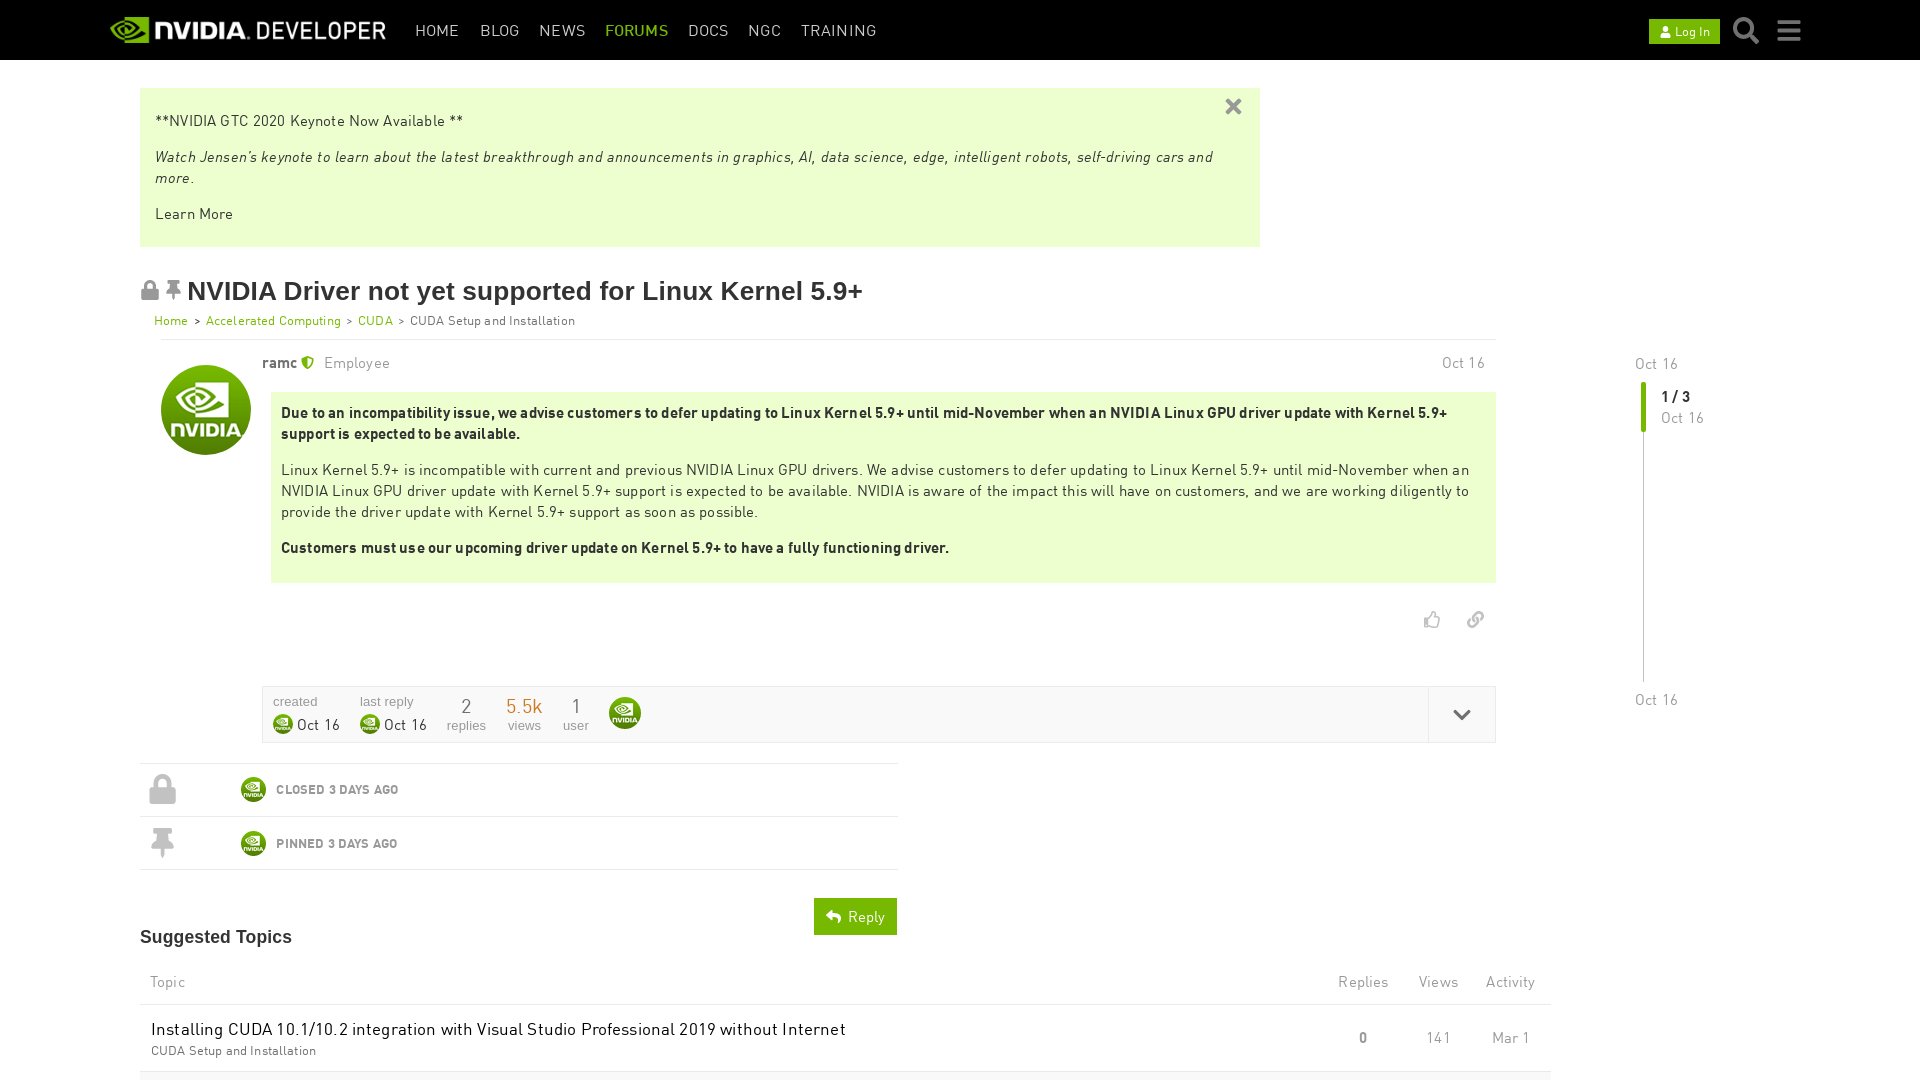 NVIDIA. DEVELOPER HOME BLOG NEWS FORUMS DOCS NGC TRAINING Log In
**NVIDIA GTC 2020 Keynote Now Available **
Watch Jensen's keynote to learn about the latest breakthrough and announcements in graphics, AI, data science, edge, intelligent robots, self-driving cars and
more.
Learn More
NVIDIA Driver not yet supported for Linux Kernel 5.9+
Home > Accelerated Computing > CUDA > CUDA Setup and Installation
ramc Employee Oct 16
NVIDIA
Due to an incompatibility issue, we advise customers to defer updating to Linux Kernel 5.9+ until mid-November when an NVIDIA Linux GPU driver update with Kernel 5.9+
support is expected to be available.
Linux Kernel 5.9+ is incompatible with current and previous NVIDIA Linux GPU drivers. We advise customers to defer updating to Linux Kernel 5.9+ until mid-November when an
NVIDIA Linux GPU driver update with Kernel 5.9+ support is expected to be available. NVIDIA is aware of the impact this will have on customers, and we are working diligently to
provide the driver update with Kernel 5.9+ support as soon as possible.
Customers must use our upcoming driver update on Kernel 5.9+ to have a fully functioning driver.
Oct 16
1 / 3
Oct 16
Oct 16
created last reply 2 5.5k 1
Oct 16 Oct 16 replies views user
CLOSED 3 DAYS AGO
PINNED 3 DAYS AGO
Reply
Suggested Topics
Topic Replies Views Activity
Installing CUDA 10.1/10.2 integration with Visual Studio Professional 2019 without Internet
CUDA Setup and Installation
0 141 Mar 1